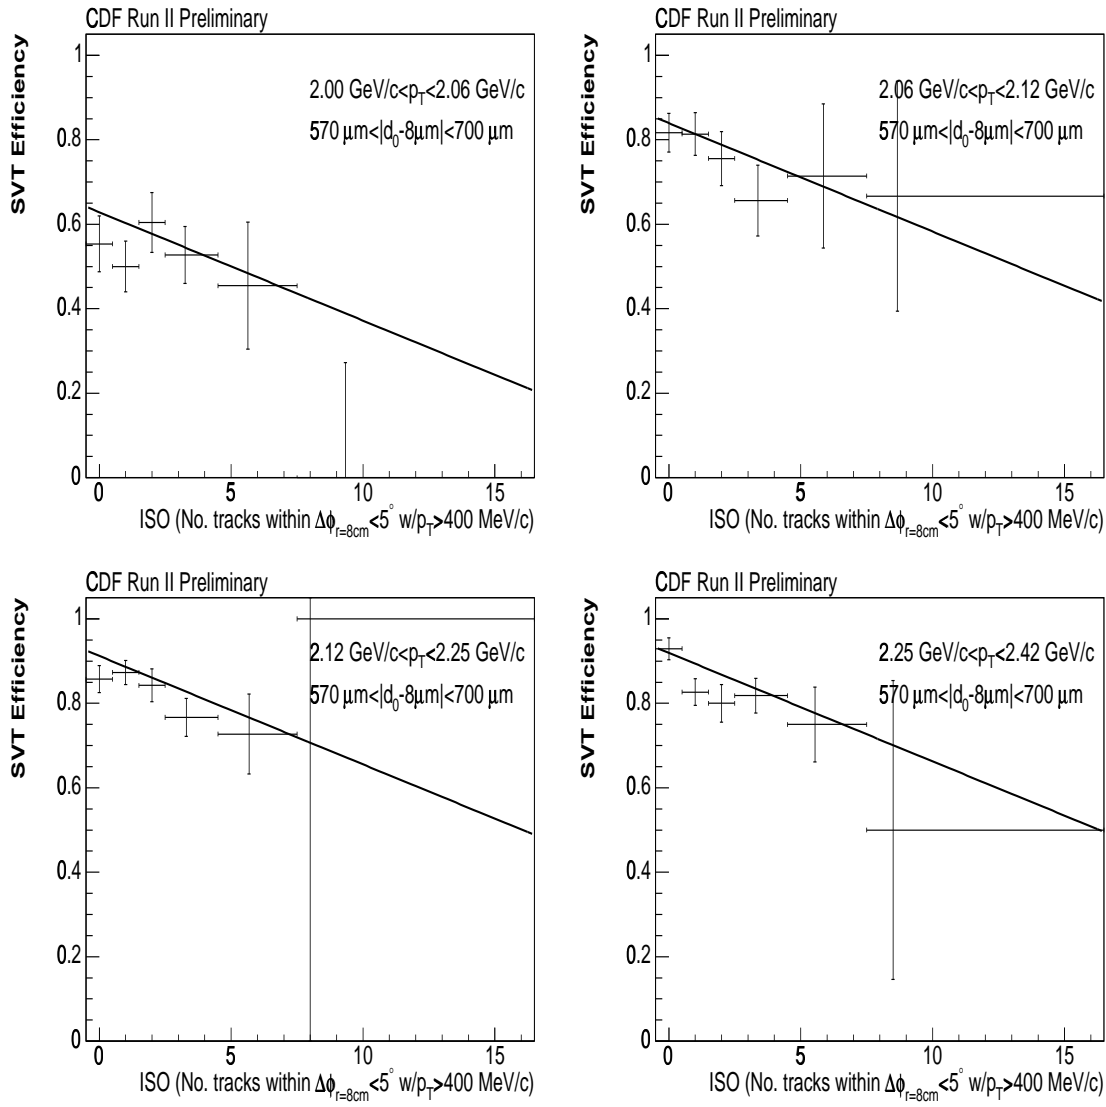 CDF Run II Preliminary
SVT Efficiency
1
0.8
0.6
0.4
0.2
0
2.00 GeV/c<p_T<2.06 GeV/c
570 μm<|d_0-8μm|<700 μm
0 5 10 15
ISO (No. tracks within Δϕ_r=8cm<5° w/p_T>400 MeV/c)
CDF Run II Preliminary
SVT Efficiency
1
0.8
0.6
0.4
0.2
0
2.06 GeV/c<p_T<2.12 GeV/c
570 μm<|d_0-8μm|<700 μm
0 5 10 15
ISO (No. tracks within Δϕ_r=8cm<5° w/p_T>400 MeV/c)
CDF Run II Preliminary
SVT Efficiency
1
0.8
0.6
0.4
0.2
0
2.12 GeV/c<p_T<2.25 GeV/c
570 μm<|d_0-8μm|<700 μm
0 5 10 15
ISO (No. tracks within Δϕ_r=8cm<5° w/p_T>400 MeV/c)
CDF Run II Preliminary
SVT Efficiency
1
0.8
0.6
0.4
0.2
0
2.25 GeV/c<p_T<2.42 GeV/c
570 μm<|d_0-8μm|<700 μm
0 5 10 15
ISO (No. tracks within Δϕ_r=8cm<5° w/p_T>400 MeV/c)